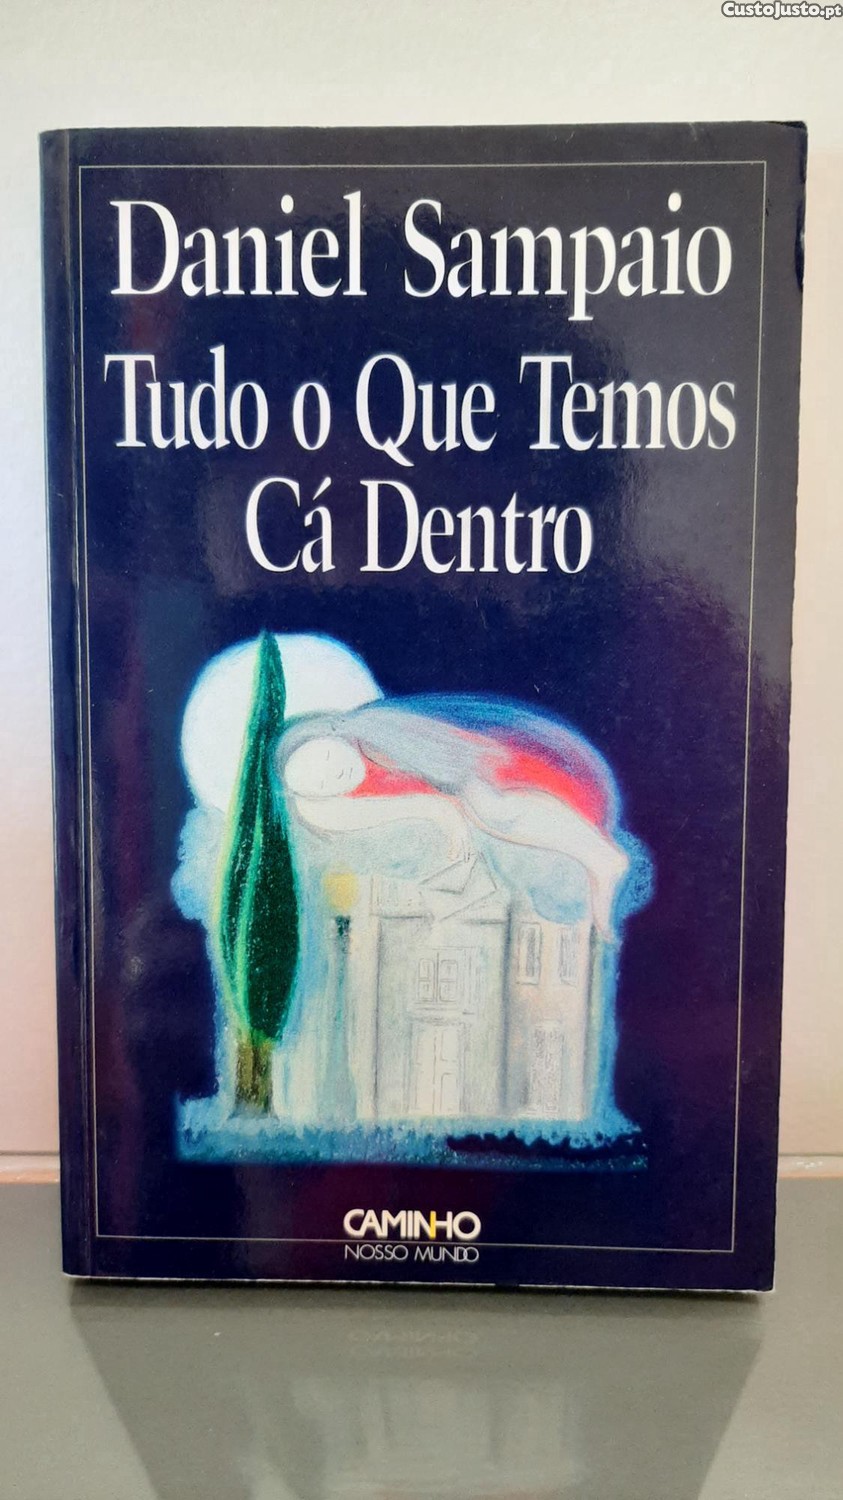 CustoJusto.pt
Daniel Sampaio
Tudo o Que Temos
Cá Dentro
CAMINHO
NOSSO MUNDO